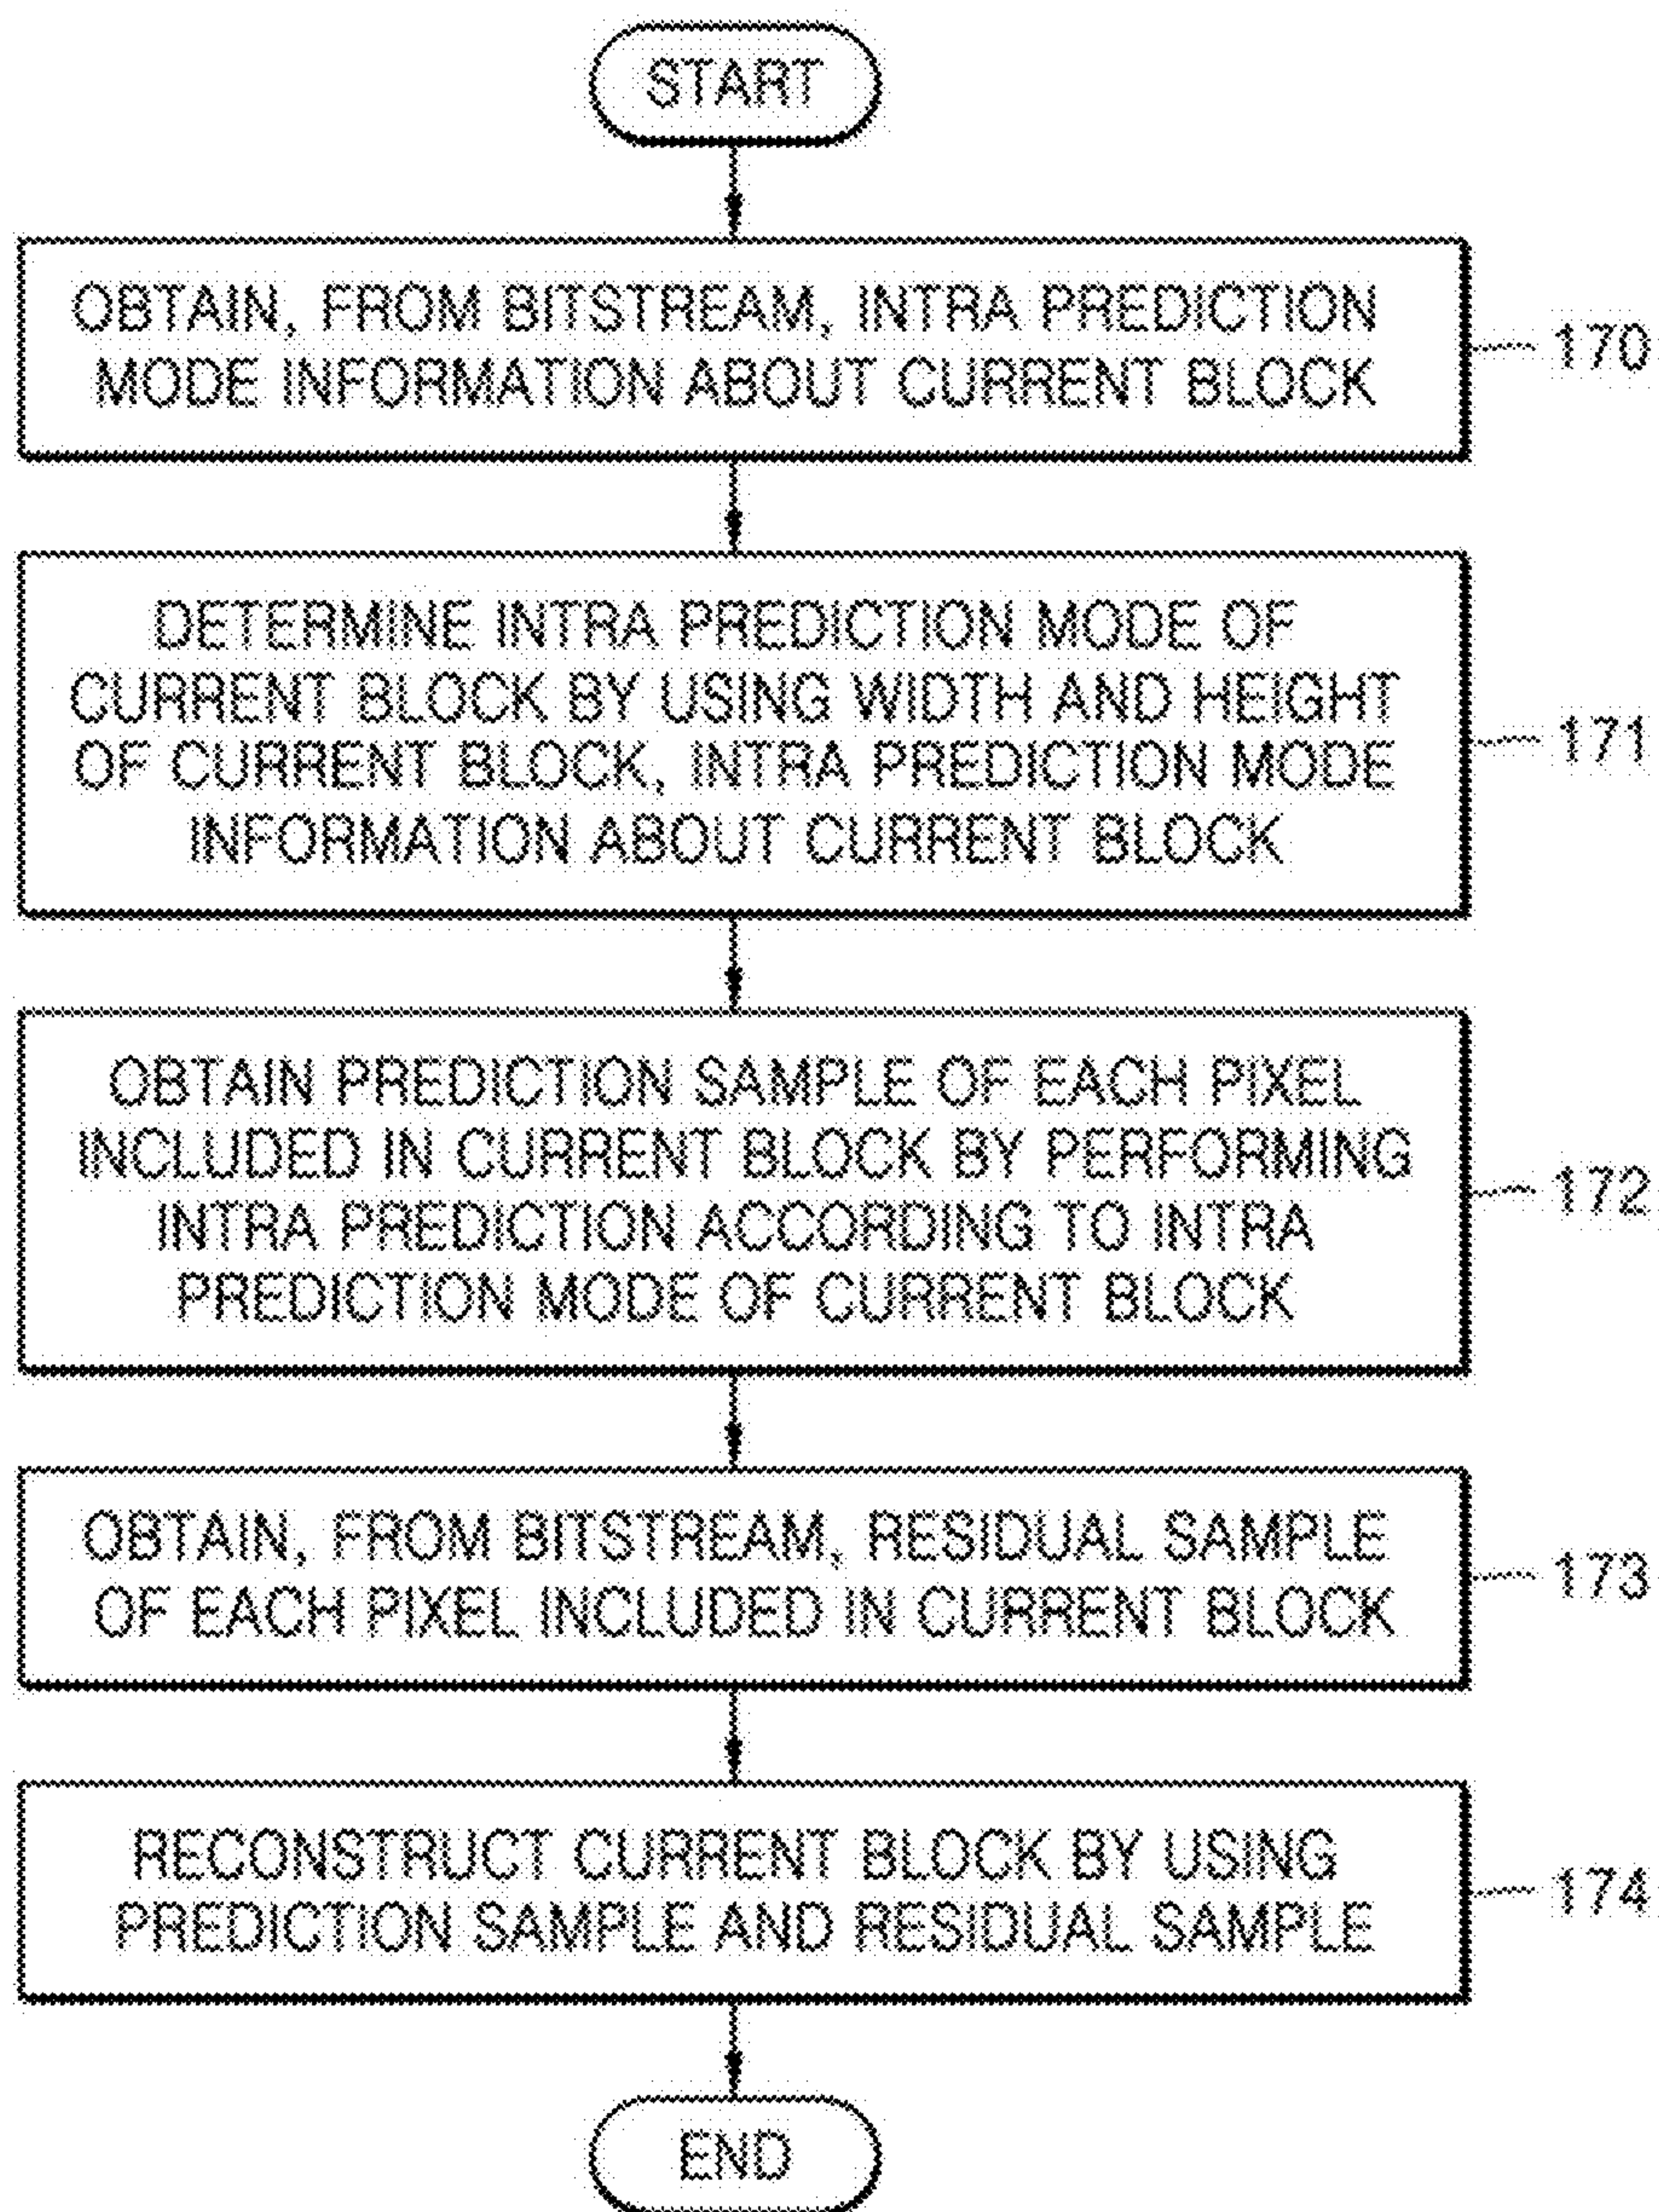 START
OBTAIN, FROM BITSTREAM, INTRA PREDICTION
MODE INFORMATION ABOUT CURRENT BLOCK
170
DETERMINE INTRA PREDICTION MODE OF
CURRENT BLOCK BY USING WIDTH AND HEIGHT
OF CURRENT BLOCK, INTRA PREDICTION MODE
INFORMATION ABOUT CURRENT BLOCK
171
OBTAIN PREDICTION SAMPLE OF EACH PIXEL
INCLUDED IN CURRENT BLOCK BY PERFORMING
INTRA PREDICTION ACCORDING TO INTRA
PREDICTION MODE OF CURRENT BLOCK
172
OBTAIN, FROM BITSTREAM, RESIDUAL SAMPLE
OF EACH PIXEL INCLUDED IN CURRENT BLOCK
173
RECONSTRUCT CURRENT BLOCK BY USING
PREDICTION SAMPLE AND RESIDUAL SAMPLE
174
END